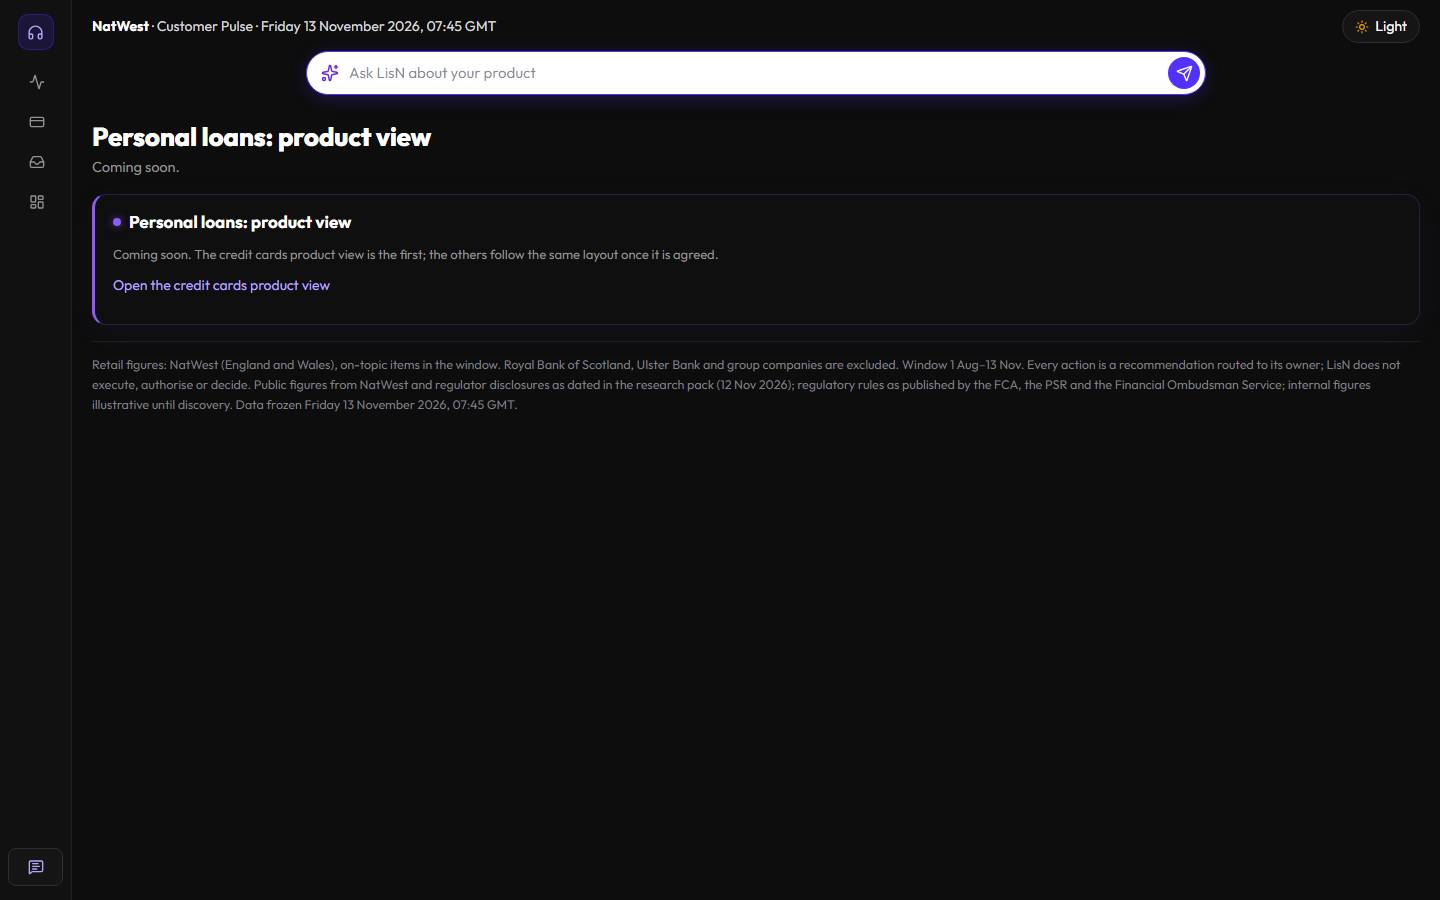 NatWest · Customer Pulse · Friday 13 November 2026, 07:45 GMT
Light
Ask LisN about your product
Personal loans: product view
Coming soon.
Personal loans: product view
Coming soon. The credit cards product view is the first; the others follow the same layout once it is agreed.
Open the credit cards product view
Retail figures: NatWest (England and Wales), on-topic items in the window. Royal Bank of Scotland, Ulster Bank and group companies are excluded. Window 1 Aug–13 Nov. Every action is a recommendation routed to its owner; LisN does not
execute, authorise or decide. Public figures from NatWest and regulator disclosures as dated in the research pack (12 Nov 2026); regulatory rules as published by the FCA, the PSR and the Financial Ombudsman Service; internal figures
illustrative until discovery. Data frozen Friday 13 November 2026, 07:45 GMT.